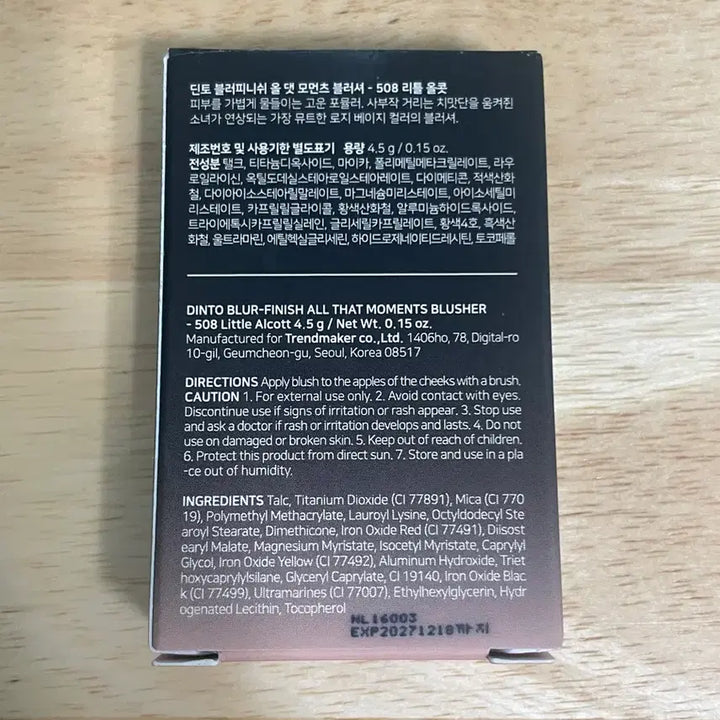 딘토 블러피니쉬 올 댓 모먼츠 블러셔 - 508 리틀 올콧
피부를 가볍게 물들이는 고운 포뮬러. 사부작 거리는 치맛단을 움켜쥔
소녀가 연상되는 가장 뮤트한 로지 베이지 컬러의 블러셔.
제조번호 및 사용기한 별도표기 용량 4.5 g / 0.15 oz.
전성분 탤크, 티타늄디옥사이드, 마이카, 폴리메틸메타크릴레이트, 라우
로일라이신, 옥틸도데실스테아로일스테아레이트, 다이메티콘, 적색산화
철, 다이아이소스테아릴말레이트, 마그네슘미리스테이트, 아이소세틸미
리스테이트, 카프릴릴글라이콜, 황색산화철, 알루미늄하이드록사이드,
트라이에톡시카프릴릴실레인, 글리세릴카프릴레이트, 황색4호, 흑색산
화철, 울트라마린, 에틸헥실글리세린, 하이드로제네이티드레시틴, 토코페롤
DINTO BLUR-FINISH ALL THAT MOMENTS BLUSHER
- 508 Little Alcott 4.5 g / Net Wt. 0.15 oz.
Manufactured for Trendmaker co., Ltd. 1406ho, 78, Digital-ro
10-gil, Geumcheon-gu, Seoul, Korea 08517
DIRECTIONS Apply blush to the apples of the cheeks with a brush.
CAUTION 1. For external use only. 2. Avoid contact with eyes.
Discontinue use if signs of irritation or rash appear. 3. Stop use
and ask a doctor if rash or irritation develops and lasts. 4. Do not
use on damaged or broken skin. 5. Keep out of reach of children.
6. Protect this product from direct sun. 7. Store and use in a pla
-ce out of humidity.
INGREDIENTS Talc, Titanium Dioxide (CI 77891), Mica (CI 770
19), Polymethyl Methacrylate, Lauroyl Lysine, Octyldodecyl Ste
aroyl Stearate, Dimethicone, Iron Oxide Red (CI 77491), Diisost
earyl Malate, Magnesium Myristate, Isocetyl Myristate, Caprylyl
Glycol, Iron Oxide Yellow (CI 77492), Aluminum Hydroxide, Triet
hoxycaprylylsilane, Glyceryl Caprylate, CI 19140, Iron Oxide Blac
k (CI 77499), Ultramarines (CI 77007), Ethylhexylglycerin, Hydr
ogenated Lecithin, Tocopherol
ML16003
EXP20271218까지